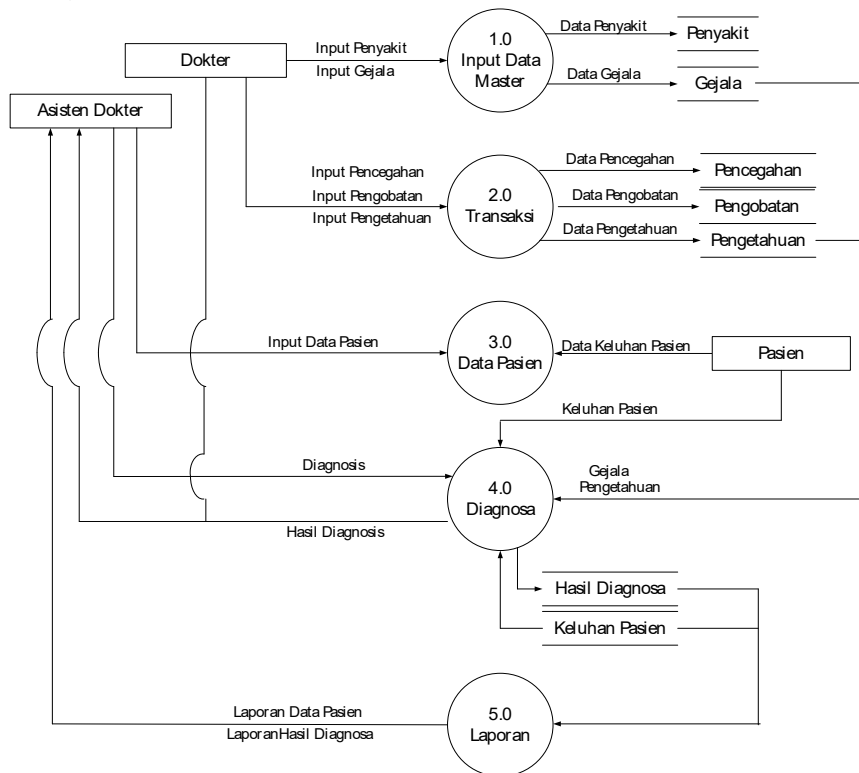 Dokter
Input Penyakit
Input Gejala
1.0
Input Data
Master
Data Penyakit
Penyakit
Data Gejala
Gejala
Asisten Dokter
Input Pencegahan
Input Pengobatan
Input Pengetahuan
2.0
Transaksi
Data Pencegahan
Pencegahan
Data Pengobatan
Pengobatan
Data Pengetahuan
Pengetahuan
Input Data Pasien
3.0
Data Pasien
Data Keluhan Pasien
Pasien
Keluhan Pasien
Diagnosis
4.0
Diagnosa
Gejala
Pengetahuan
Hasil Diagnosis
Hasil Diagnosa
Keluhan Pasien
Laporan Data Pasien
LaporanHasil Diagnosa
5.0
Laporan